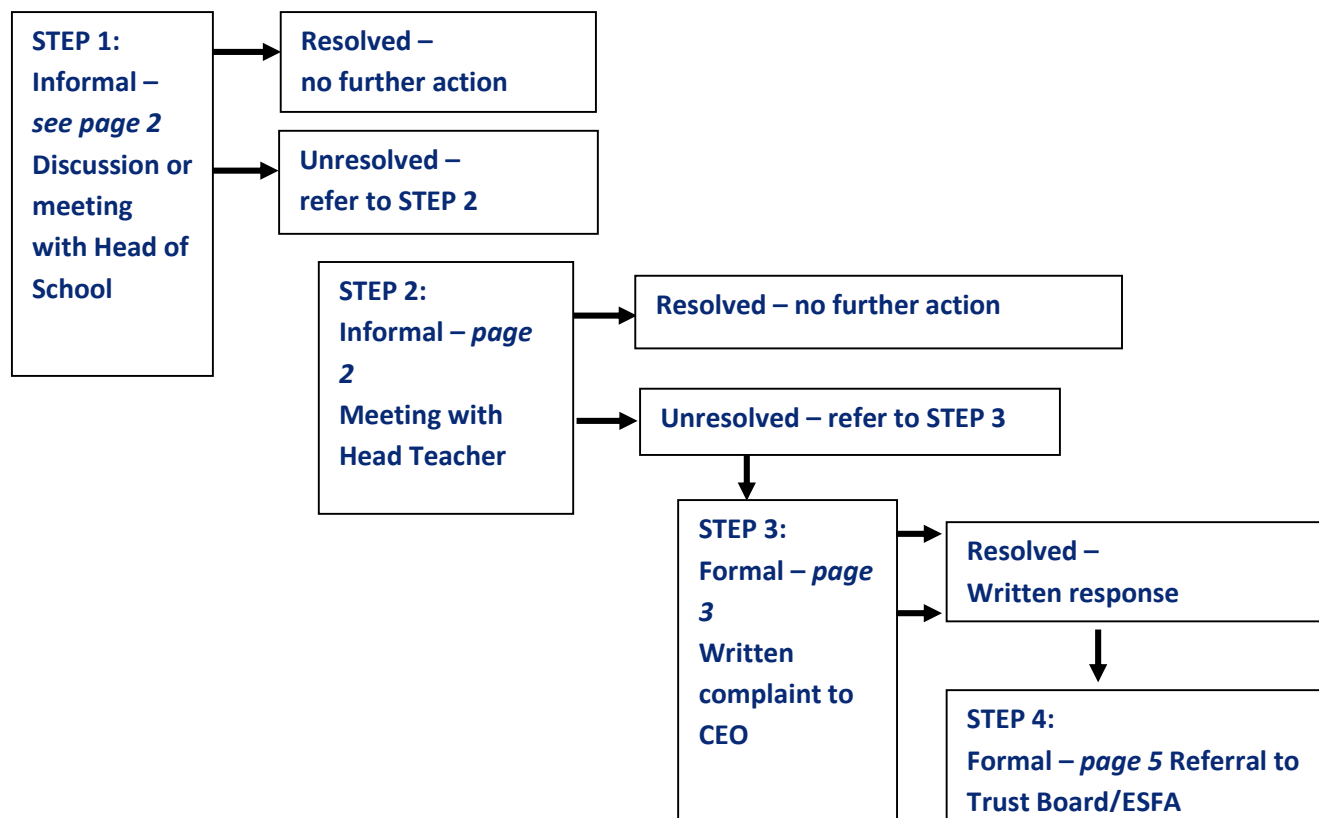 STEP 1:
Informal –
see page 2
Discussion or
meeting
with Head of
School
Resolved –
no further action
Unresolved –
refer to STEP 2
STEP 2:
Informal – page
2
Meeting with
Head Teacher
Resolved – no further action
Unresolved – refer to STEP 3
STEP 3:
Formal – page
3
Written
complaint to
CEO
Resolved –
Written response
STEP 4:
Formal – page 5 Referral to
Trust Board/ESFA